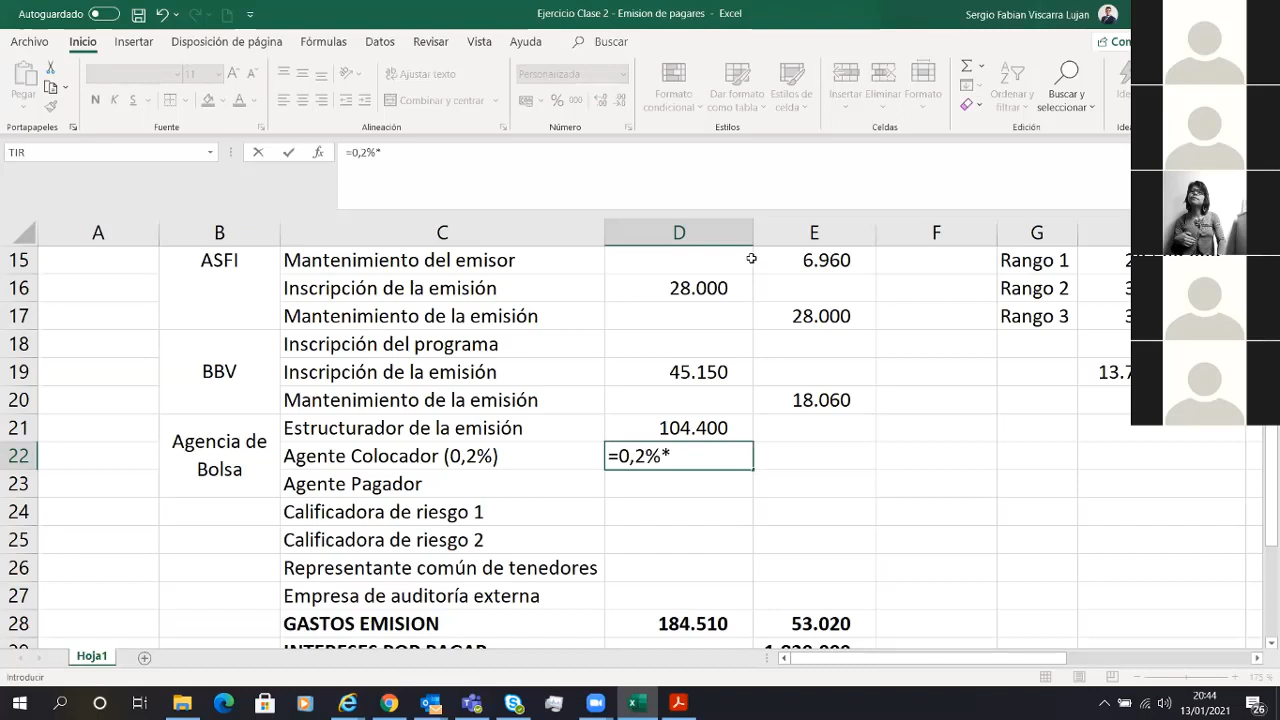 Autoguardado
Ejercicio Clase 2 - Emision de pagares - Excel
Sergio Fabian Viscarra Lujan
Archivo Inicio Insertar Disposición de página Fórmulas Datos Revisar Vista Ayuda Buscar
Pegar
11
Ajustar texto
Combinar y centrar
Personalizada
Formato condicional
Dar formato como tabla
Estilos de celda
Insertar Eliminar Formato
Ordenar y filtrar
Buscar y seleccionar
Portapapeles Fuente Alineación Número Estilos Celdas Edición
TIR =0,2%*
A B C D E F G
15 ASFI Mantenimiento del emisor 6.960 Rango 1
16 Inscripción de la emisión 28.000 Rango 2
17 Mantenimiento de la emisión 28.000 Rango 3
18 Inscripción del programa
19 BBV Inscripción de la emisión 45.150
20 Mantenimiento de la emisión 18.060
21 Estructurador de la emisión 104.400
Agencia de Bolsa
22 Agente Colocador (0,2%) =0,2%*
23 Agente Pagador
24 Calificadora de riesgo 1
25 Calificadora de riesgo 2
26 Representante común de tenedores
27 Empresa de auditoría externa
28 GASTOS EMISION 184.510 53.020
Hoja1
Introducir 175 %
20:44
13/01/2021
26